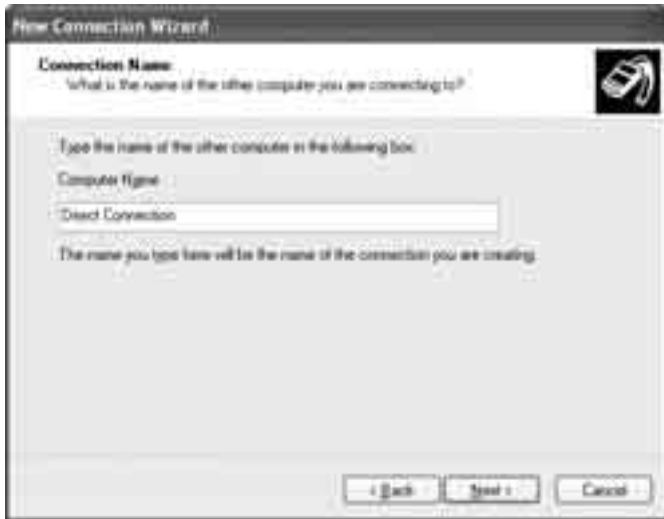 New Connection Wizard
Connection Name
What is the name of the other computer you are connecting to?
Type the name of the other computer in the following box.
Computer Name
Direct Connection
The name you type here will be the name of the connection you are creating.
< Back
Next >
Cancel